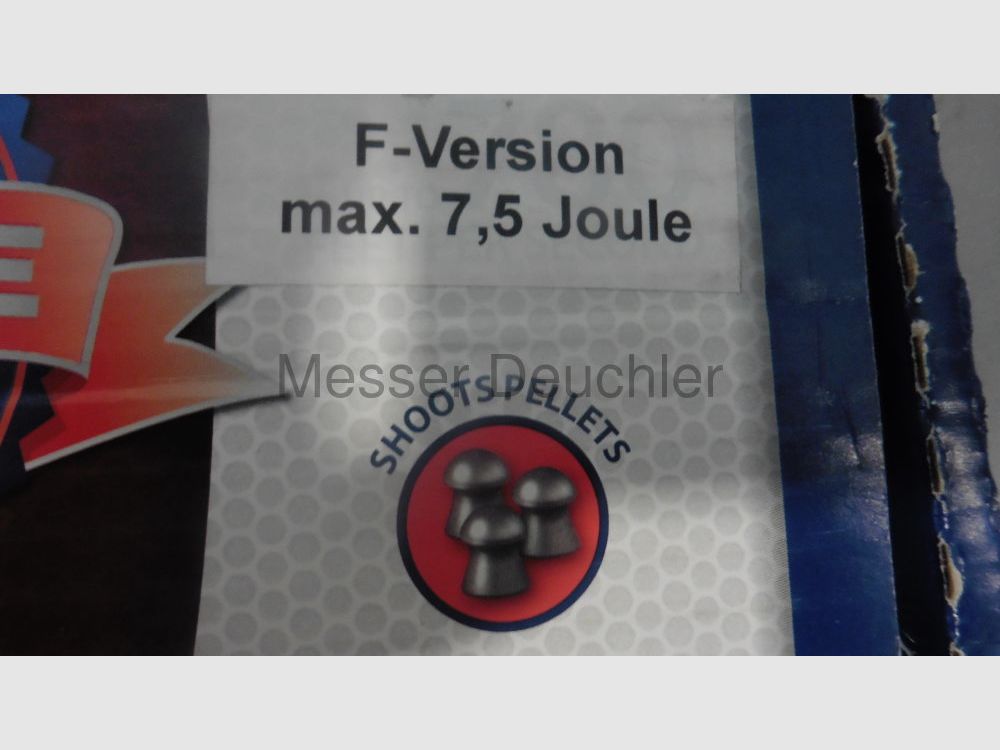 F-Version
max. 7,5 Joule
Messer Deuchler
SHOOTS PELLETS
E